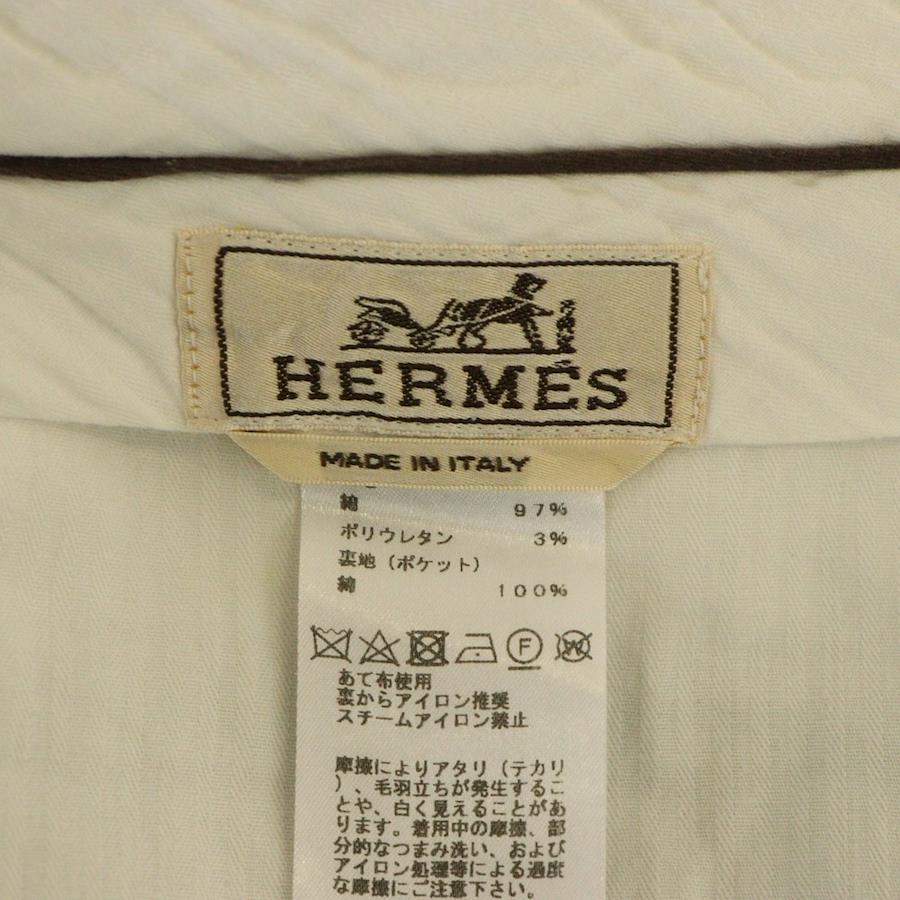 HERMÈS
MADE IN ITALY
綿 97%
ポリウレタン 3%
裏地（ポケット）
綿 100%
F W
あて布使用
裏からアイロン推奨
スチームアイロン禁止
摩擦によりアタリ（テカリ
）、毛羽立ちが発生するこ
とや、白く見えることがあ
ります。着用中の摩擦、部
分的なつまみ洗い、および
アイロン処理等による過度
な摩擦にご注意下さい。